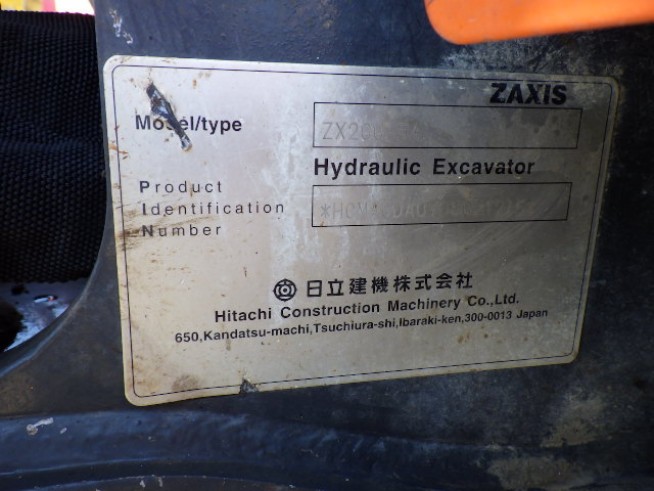 ZAXIS
Model/type
Hydraulic Excavator
Product
Identification
Number
日立建機株式会社
Hitachi Construction Machinery Co.,Ltd.
650,Kandatsu-machi,Tsuchiura-shi,Ibaraki-ken,300-0013 Japan